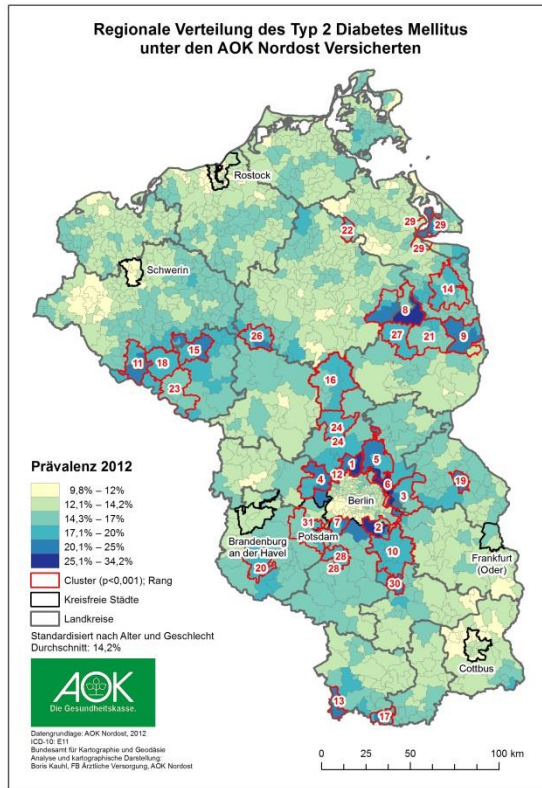 Regionale Verteilung des Typ 2 Diabetes Mellitus
unter den AOK Nordost Versicherten
Rostock
29
29
22
29
Schwerin
14
8
26
27
21
9
15
11
18
23
16
24
24
1
5
12
6
4
3
19
Berlin
31
7
2
Potsdam
10
Brandenburg
an der Havel
28
28
20
30
Frankfurt
(Oder)
Cottbus
13
17
Prävalenz 2012
9,8% – 12%
12,1% – 14,2%
14,3% – 17%
17,1% – 20%
20,1% – 25%
25,1% – 34,2%
Cluster (p<0,001); Rang
Kreisfreie Städte
Landkreise
Standardisiert nach Alter und Geschlecht
Durchschnitt: 14,2%
AOK
Die Gesundheitskasse.
Datengrundlage: AOK Nordost, 2012
ICD-10: E11
Bundesamt für Kartographie und Geodäsie
Analyse und kartographische Darstellung:
Boris Kauhl, FB Ärztliche Versorgung, AOK Nordost
0 25 50 100 km